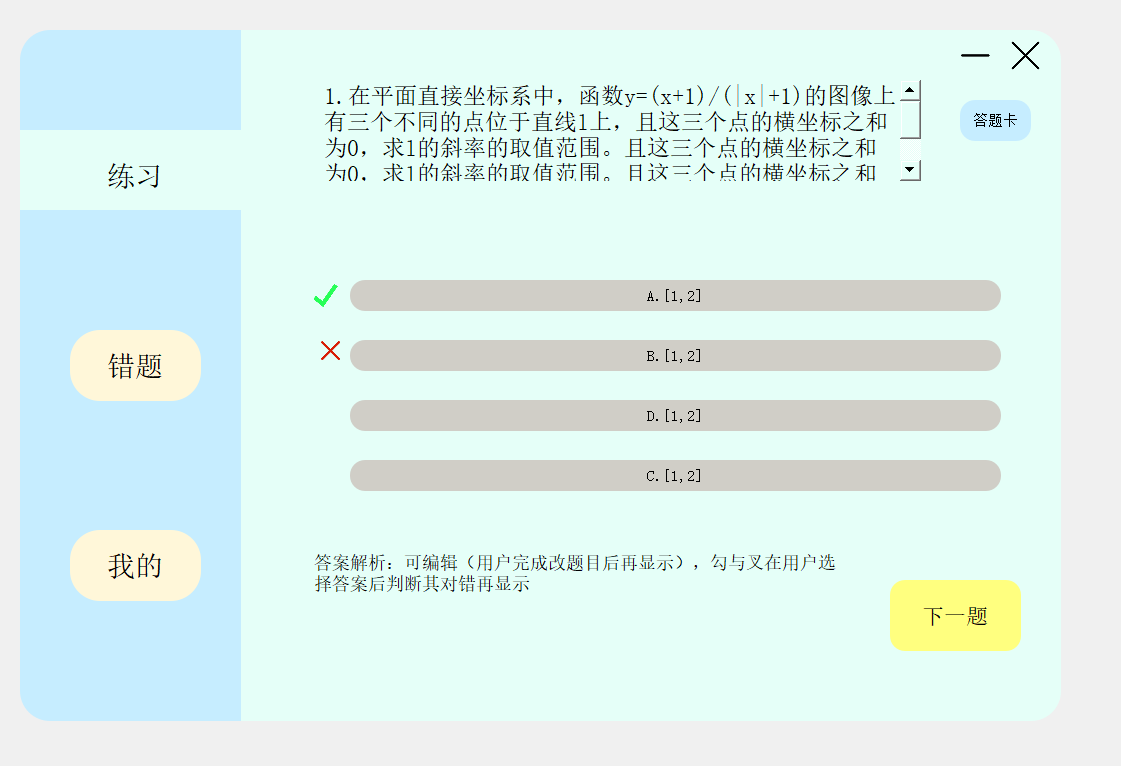 1.在平面直接坐标系中，函数y=(x+1)/(|x|+1)的图像上
有三个不同的点位于直线l上，且这三个点的横坐标之和
为0，求l的斜率的取值范围。且这三个点的横坐标之和
为0，求l的斜率的取值范围。且这三个点的横坐标之和
答题卡
练习
错题
我的
A.[1,2]
B.[1,2]
D.[1,2]
C.[1,2]
答案解析：可编辑（用户完成改题目后再显示），勾与叉在用户选
择答案后判断其对错再显示
下一题